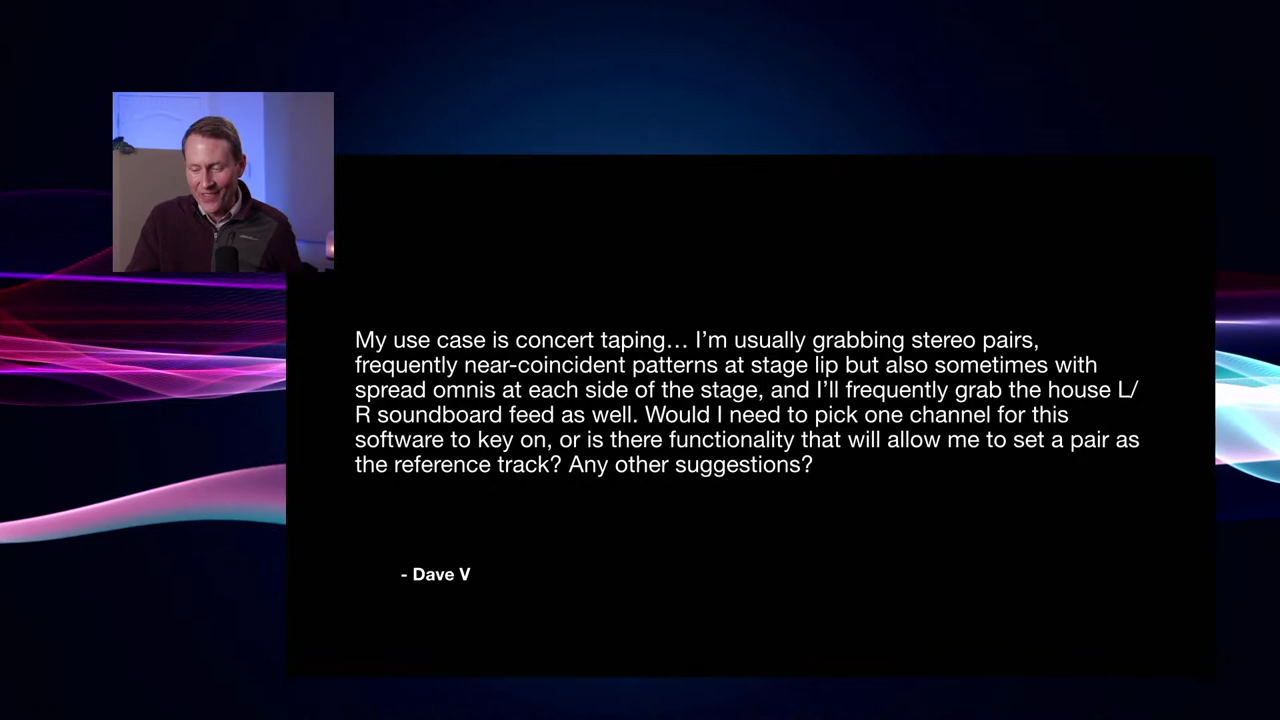 My use case is concert taping… I’m usually grabbing stereo pairs,
frequently near-coincident patterns at stage lip but also sometimes with
spread omnis at each side of the stage, and I’ll frequently grab the house L/
R soundboard feed as well. Would I need to pick one channel for this
software to key on, or is there functionality that will allow me to set a pair as
the reference track? Any other suggestions?
- Dave V